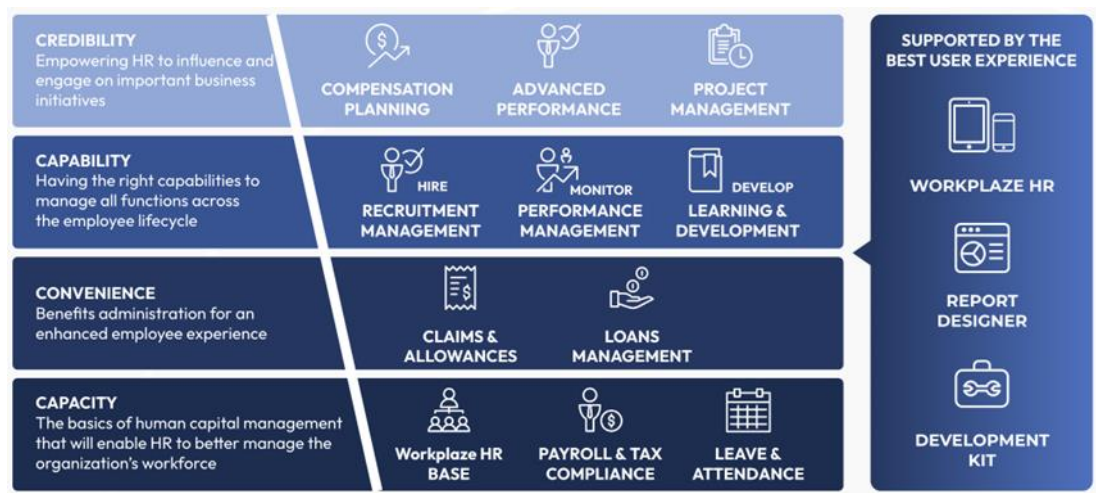 CREDIBILITY
Empowering HR to influence and
engage on important business
initiatives
$
COMPENSATION
PLANNING
ADVANCED
PERFORMANCE
PROJECT
MANAGEMENT
CAPABILITY
Having the right capabilities to
manage all functions across
the employee lifecycle
HIRE
RECRUITMENT
MANAGEMENT
MONITOR
PERFORMANCE
MANAGEMENT
DEVELOP
LEARNING &
DEVELOPMENT
CONVENIENCE
Benefits administration for an
enhanced employee experience
$
CLAIMS &
ALLOWANCES
LOANS
MANAGEMENT
CAPACITY
The basics of human capital management
that will enable HR to better manage the
organization's workforce
Workplaze HR
BASE
$
PAYROLL & TAX
COMPLIANCE
LEAVE &
ATTENDANCE
SUPPORTED BY THE
BEST USER EXPERIENCE
WORKPLAZE HR
REPORT
DESIGNER
DEVELOPMENT
KIT